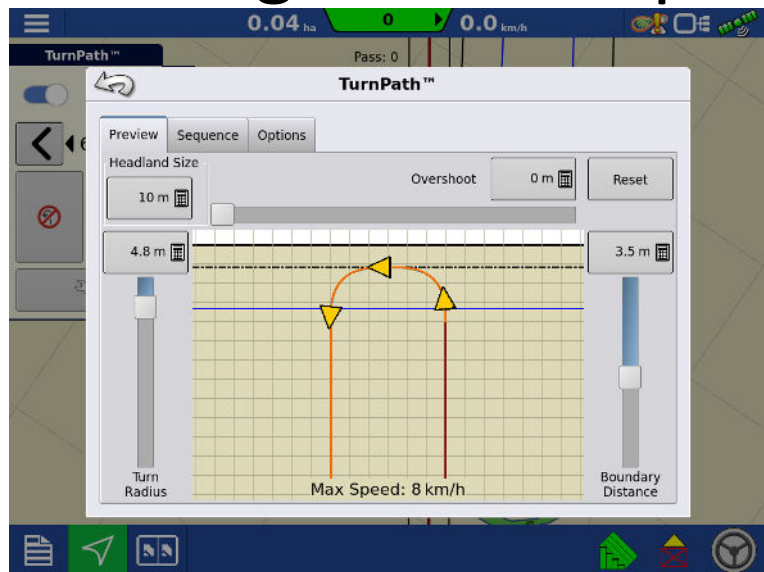 0.04 ha 0 0.0 km/h
TurnPath™ Pass: 0
TurnPath™
Preview Sequence Options
Headland Size
10 m
Overshoot 0 m Reset
4.8 m 3.5 m
Turn
Radius
Max Speed: 8 km/h
Boundary
Distance